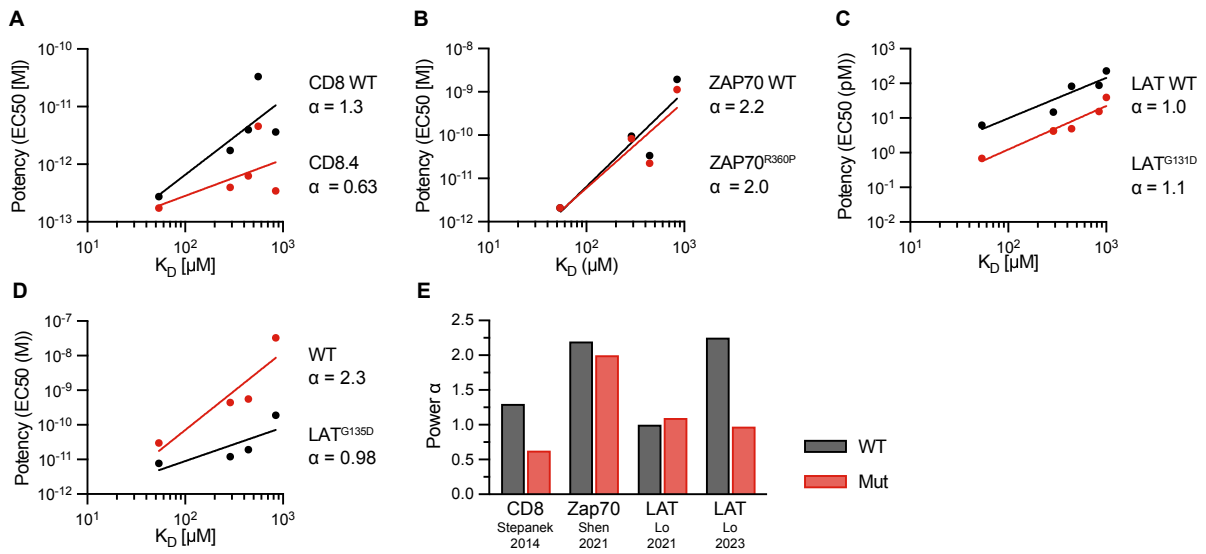 A
Potency (EC50 [M])
10-10
10-11
10-12
10-13
101
102
103
KD [µM]
CD8 WT
α = 1.3
CD8.4
α = 0.63
B
Potency (EC50 [M])
10-8
10-9
10-10
10-11
10-12
101
102
103
KD (µM)
ZAP70 WT
α = 2.2
ZAP70R360P
α = 2.0
C
Potency (EC50 (pM))
103
102
101
100
10-1
10-2
101
102
103
KD [µM]
LAT WT
α = 1.0
LATG131D
α = 1.1
D
Potency (EC50 (M))
10-7
10-8
10-9
10-10
10-11
10-12
101
102
103
KD [µM]
WT
α = 2.3
LATG135D
α = 0.98
E
Power α
2.5
2.0
1.5
1.0
0.5
0.0
CD8
Stepanek
2014
Zap70
Shen
2021
LAT
Lo
2021
LAT
Lo
2023
WT
Mut